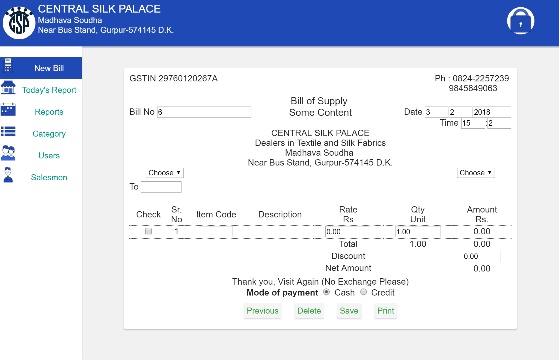 CSP
CENTRAL SILK PALACE
Madhava Soudha
Near Bus Stand, Gurpur-574145 D.K.
New Bill
Today's Report
Reports
Category
Users
Salesmen
GSTIN 29760120267A
Ph : 0824-2257239
9845849063
Bill of Supply
Bill No 6
Some Content
Date 3 2 2018
Time 15 :2
CENTRAL SILK PALACE
Dealers in Textile and Silk Fabrics
Madhava Soudha
Near Bus Stand, Gurpur-574145 D.K.
Choose
Choose
To
Check Sr. No Item Code Description Rate Rs Qty Unit Amount Rs.
1 0.00 1.00 0.00
Total 1.00 0.00
Discount 0.00
Net Amount 0.00
Thank you, Visit Again (No Exchange Please)
Mode of payment Cash Credit
Previous Delete Save Print